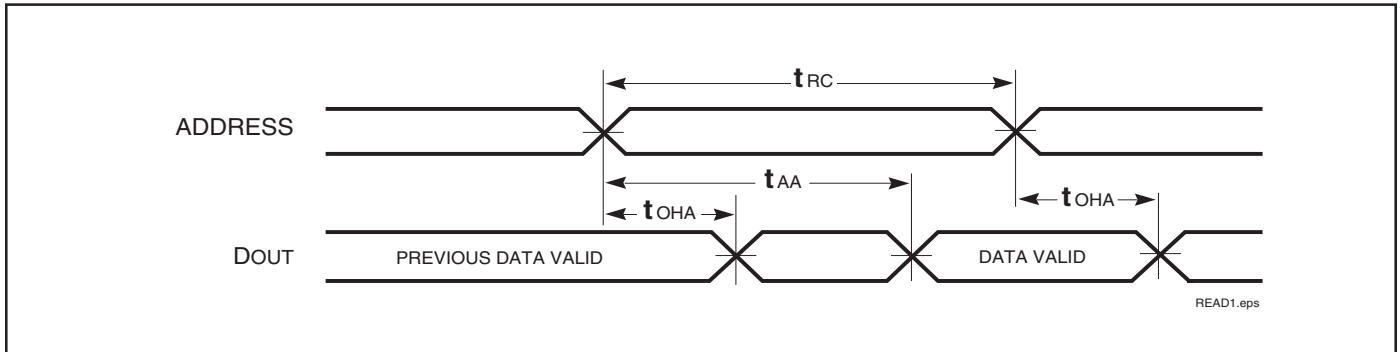 tRC
ADDRESS
tAA
tOHA
tOHA
DOUT
PREVIOUS DATA VALID
DATA VALID
READ1.eps